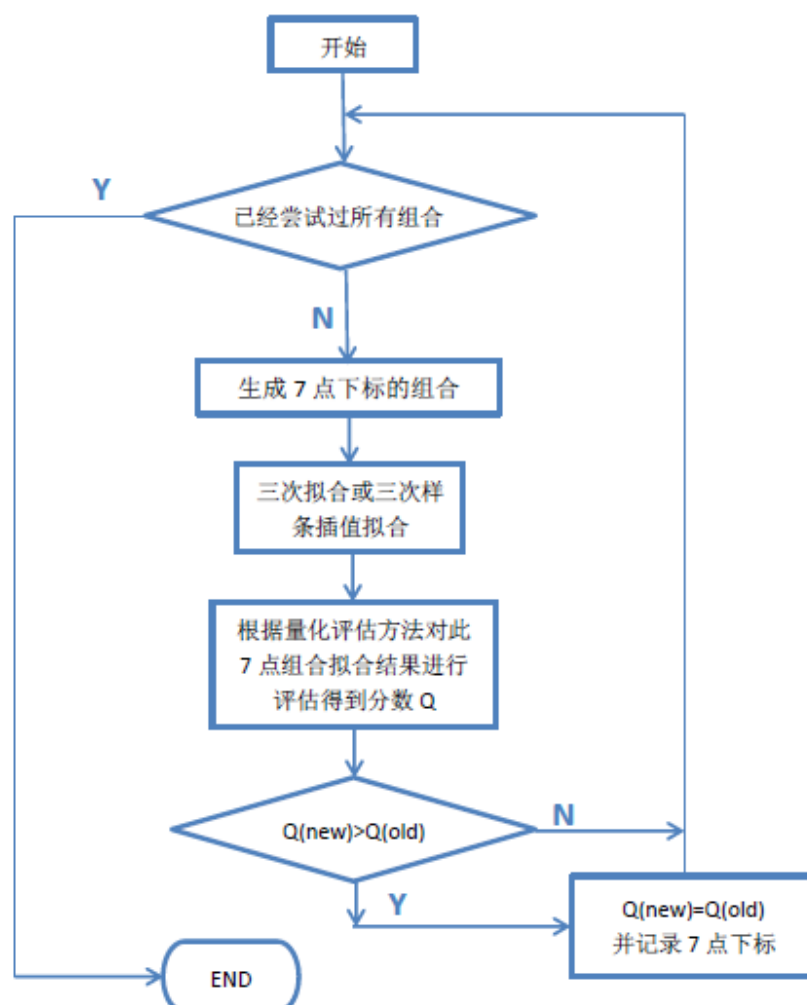 开始
Y
已经尝试过所有组合
N
生成 7 点下标的组合
三次拟合或三次样
条插值拟合
根据量化评估方法对此
7 点组合拟合结果进行
评估得到分数 Q
Q(new)>Q(old)
N
Y
Q(new)=Q(old)
并记录 7 点下标
END